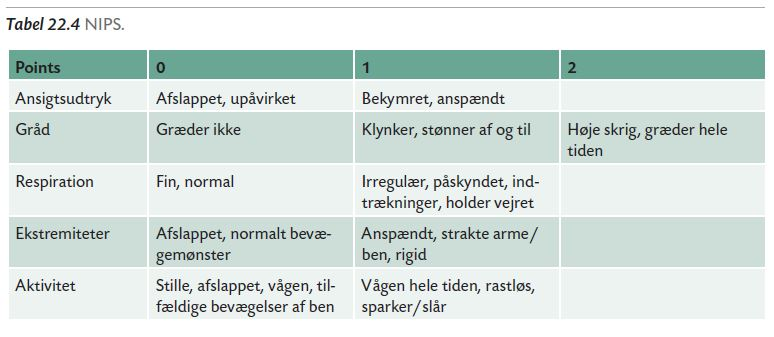 Tabel 22.4 NIPS.
Points 0 1 2
Ansigtsudtryk Afslappet, upåvirket Bekymret, anspændt
Gråd Græder ikke Klynker, stønner af og til Høje skrig, græder hele
tiden
Respiration Fin, normal Irregulær, påskyndet, ind-
trækninger, holder vejret
Ekstremiteter Afslappet, normalt bevæ- Anspændt, strakte arme/
gemønster ben, rigid
Aktivitet Stille, afslappet, vågen, til- Vågen hele tiden, rastløs,
fældige bevægelser af ben sparker/slår